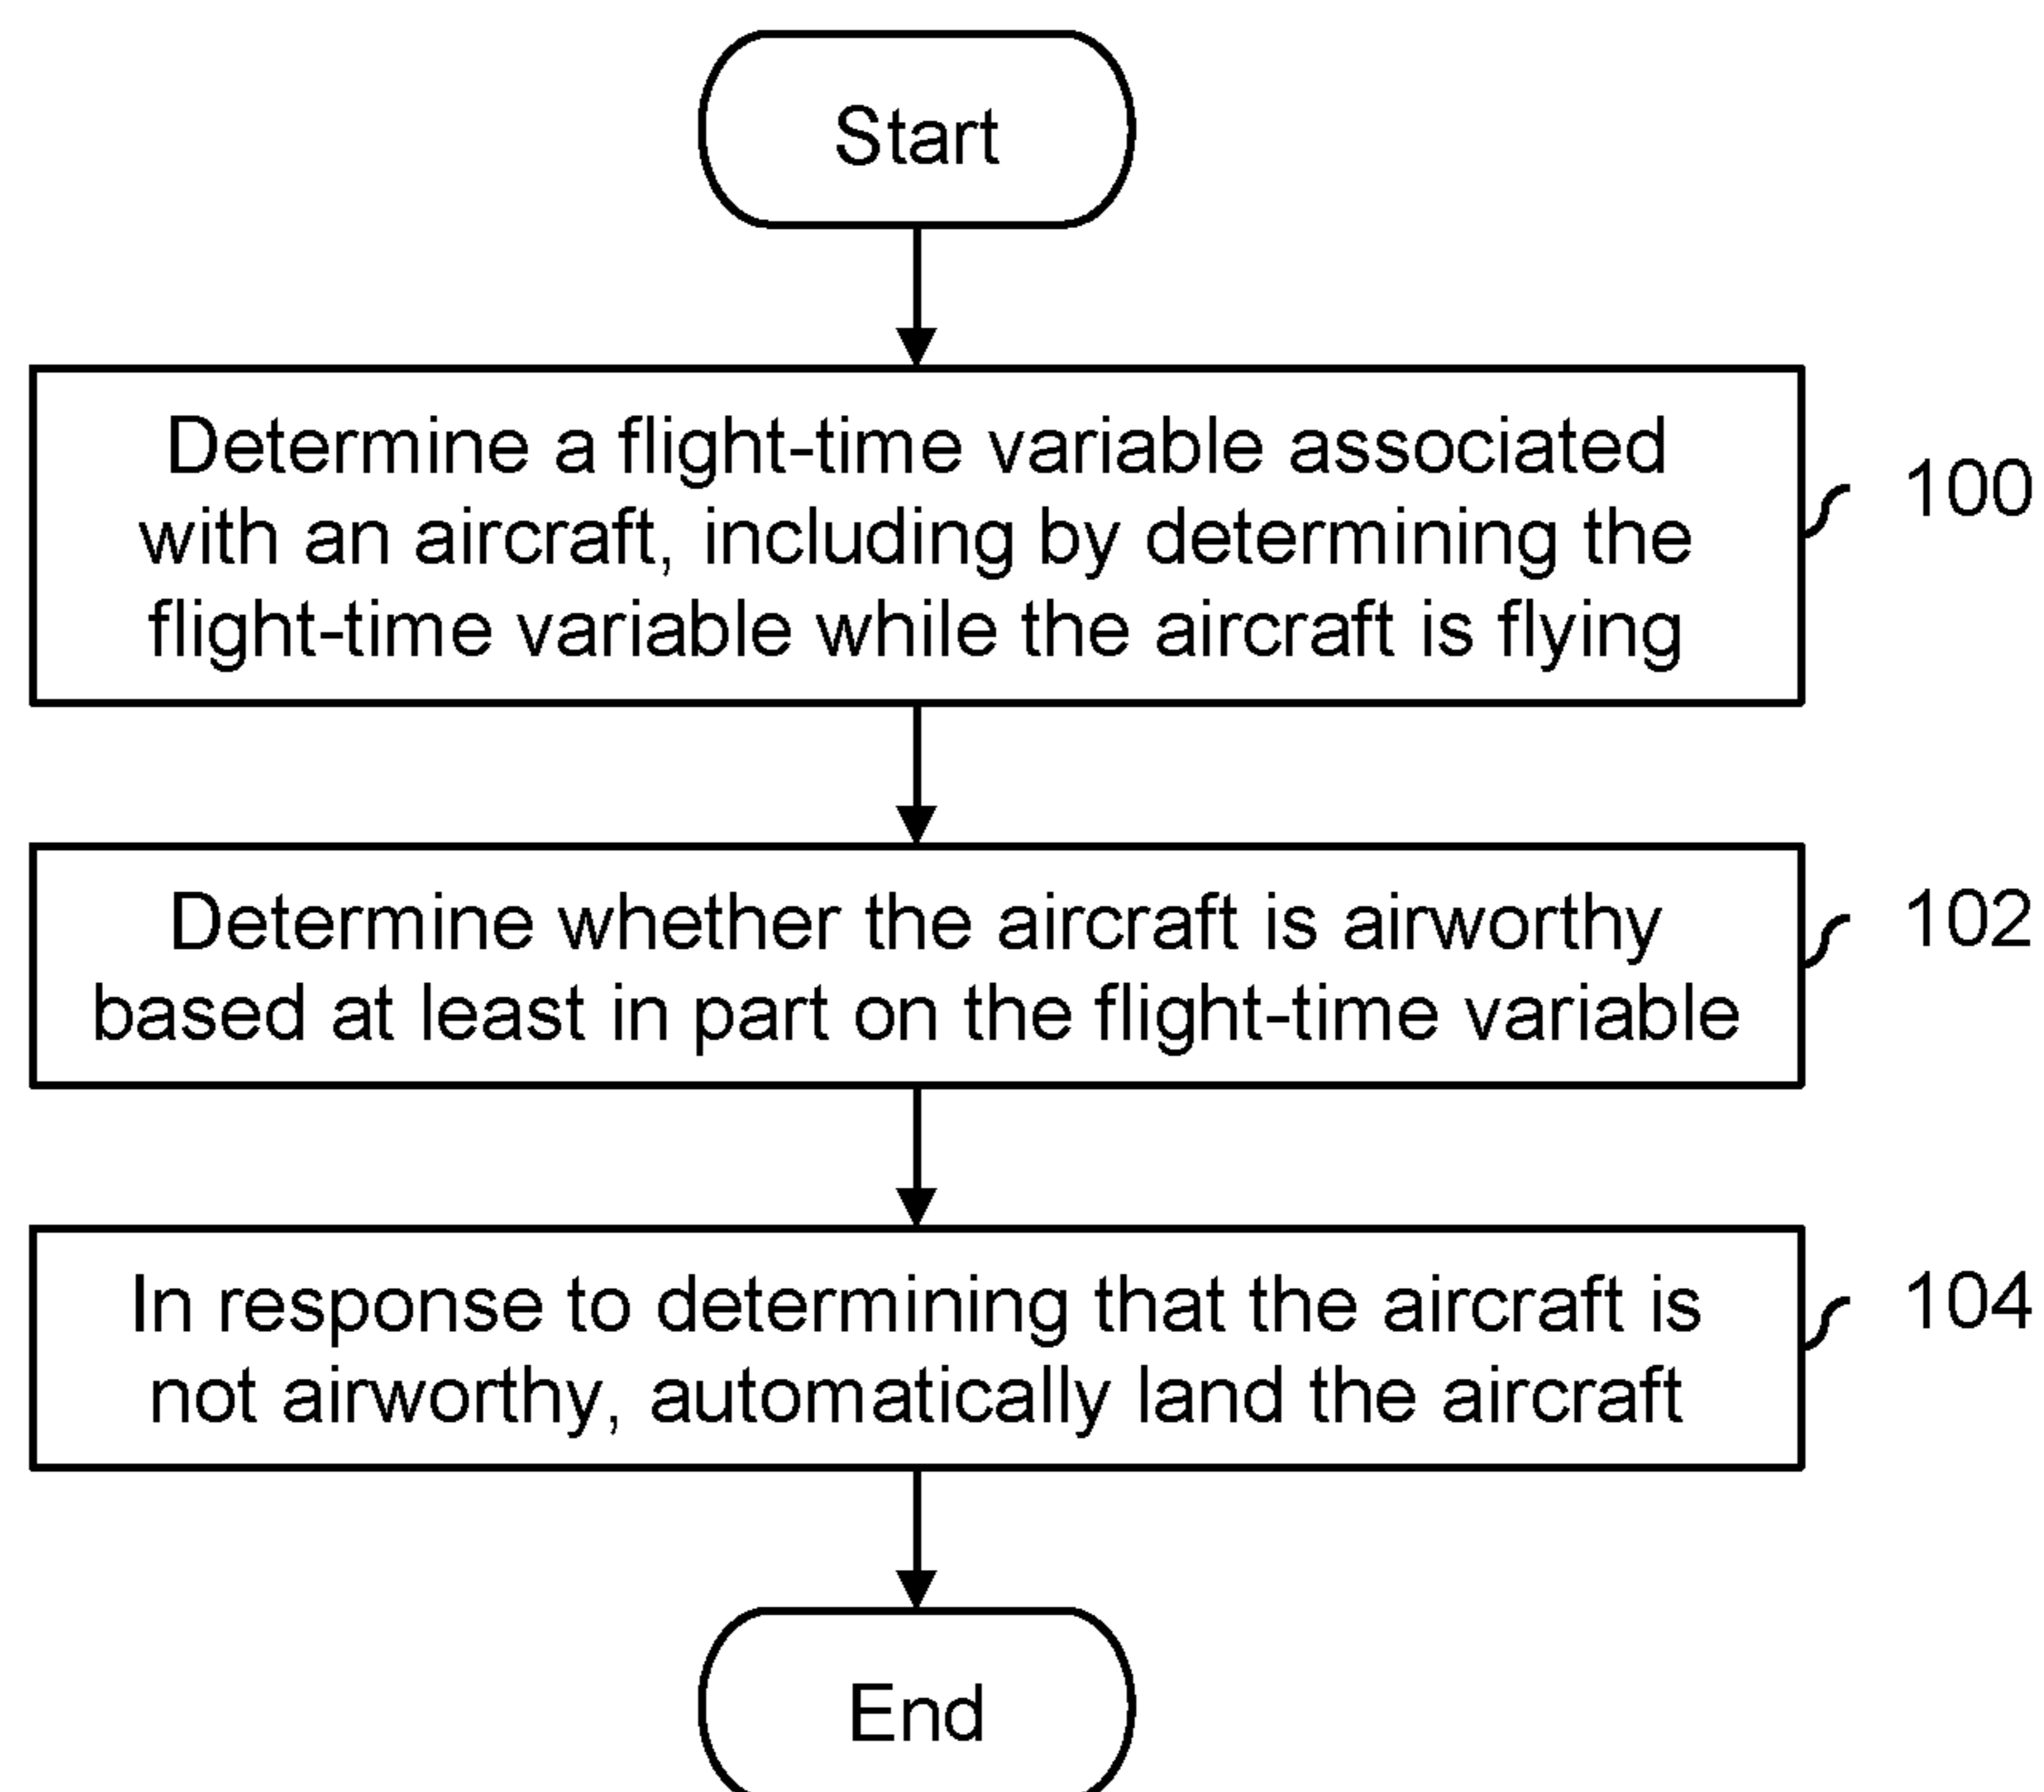 Start
Determine a flight-time variable associated
with an aircraft, including by determining the
flight-time variable while the aircraft is flying
100
Determine whether the aircraft is airworthy
based at least in part on the flight-time variable
102
In response to determining that the aircraft is
not airworthy, automatically land the aircraft
104
End